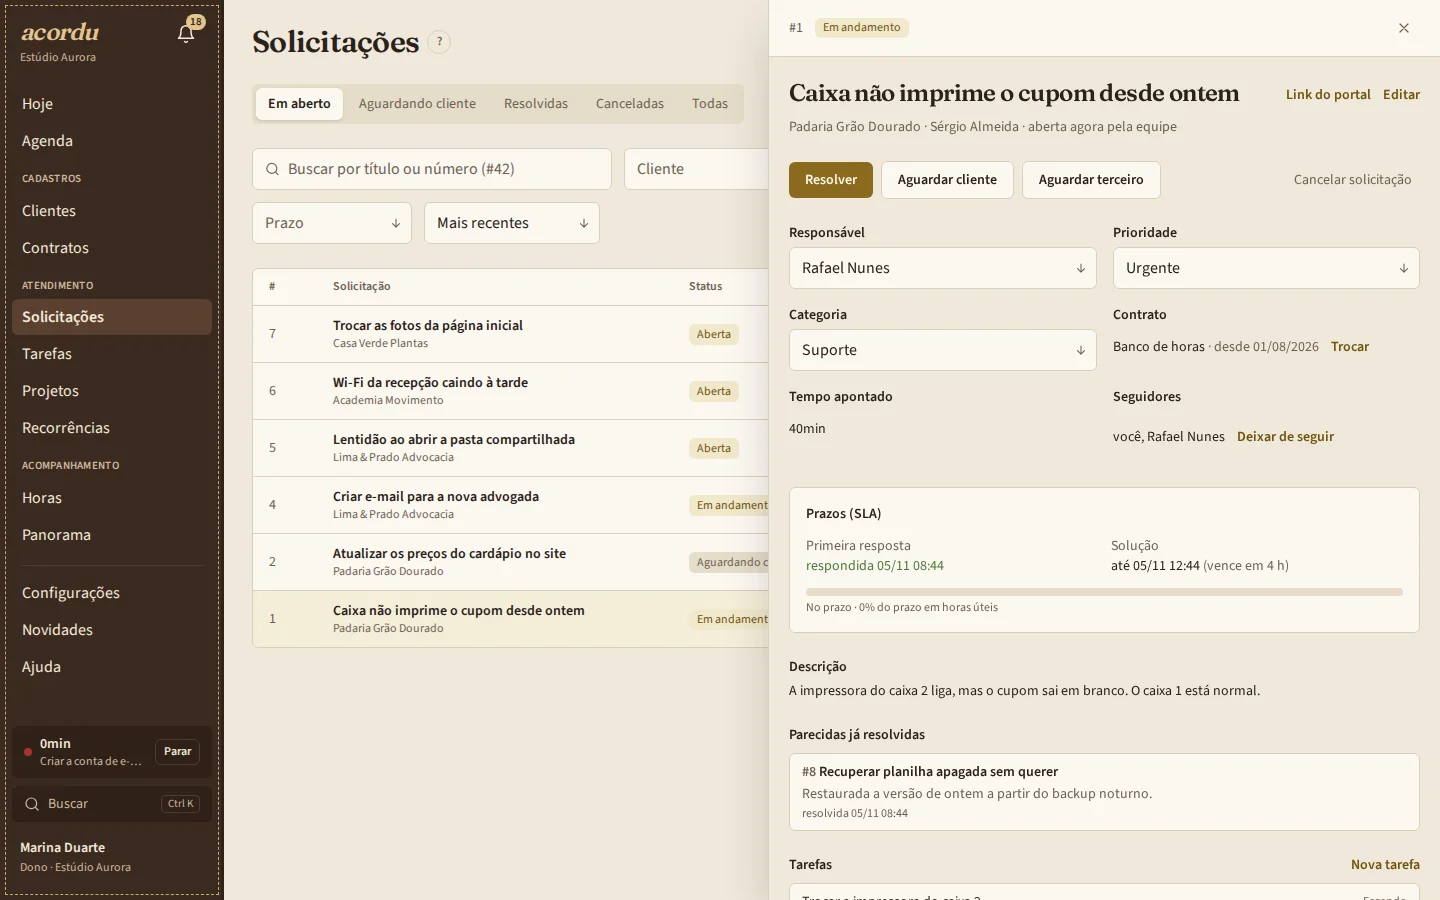 acordu
18
Estúdio Aurora
Hoje
Agenda
CADASTROS
Clientes
Contratos
ATENDIMENTO
Solicitações
Tarefas
Projetos
Recorrências
ACOMPANHAMENTO
Horas
Panorama
Configurações
Novidades
Ajuda
0min
Criar a conta de e-...
Parar
Buscar
Ctrl K
Marina Duarte
Dono · Estúdio Aurora
Solicitações ?
Em aberto Aguardando cliente Resolvidas Canceladas Todas
Buscar por título ou número (#42)
Cliente
Prazo
Mais recentes
# Solicitação Status
7 Trocar as fotos da página inicial Aberta
Casa Verde Plantas
6 Wi-Fi da recepção caindo à tarde Aberta
Academia Movimento
5 Lentidão ao abrir a pasta compartilhada Aberta
Lima & Prado Advocacia
4 Criar e-mail para a nova advogada Em andament
Lima & Prado Advocacia
2 Atualizar os preços do cardápio no site Aguardando c
Padaria Grão Dourado
1 Caixa não imprime o cupom desde ontem Em andament
Padaria Grão Dourado
#1 Em andamento
Caixa não imprime o cupom desde ontem
Link do portal Editar
Padaria Grão Dourado · Sérgio Almeida · aberta agora pela equipe
Resolver Aguardar cliente Aguardar terceiro Cancelar solicitação
Responsável Prioridade
Rafael Nunes Urgente
Categoria Contrato
Suporte
Banco de horas · desde 01/08/2026 Trocar
Tempo apontado Seguidores
40min
você, Rafael Nunes Deixar de seguir
Prazos (SLA)
Primeira resposta Solução
respondida 05/11 08:44 até 05/11 12:44 (vence em 4 h)
No prazo · 0% do prazo em horas úteis
Descrição
A impressora do caixa 2 liga, mas o cupom sai em branco. O caixa 1 está normal.
Parecidas já resolvidas
#8 Recuperar planilha apagada sem querer
Restaurada a versão de ontem a partir do backup noturno.
resolvida 05/11 08:44
Tarefas Nova tarefa